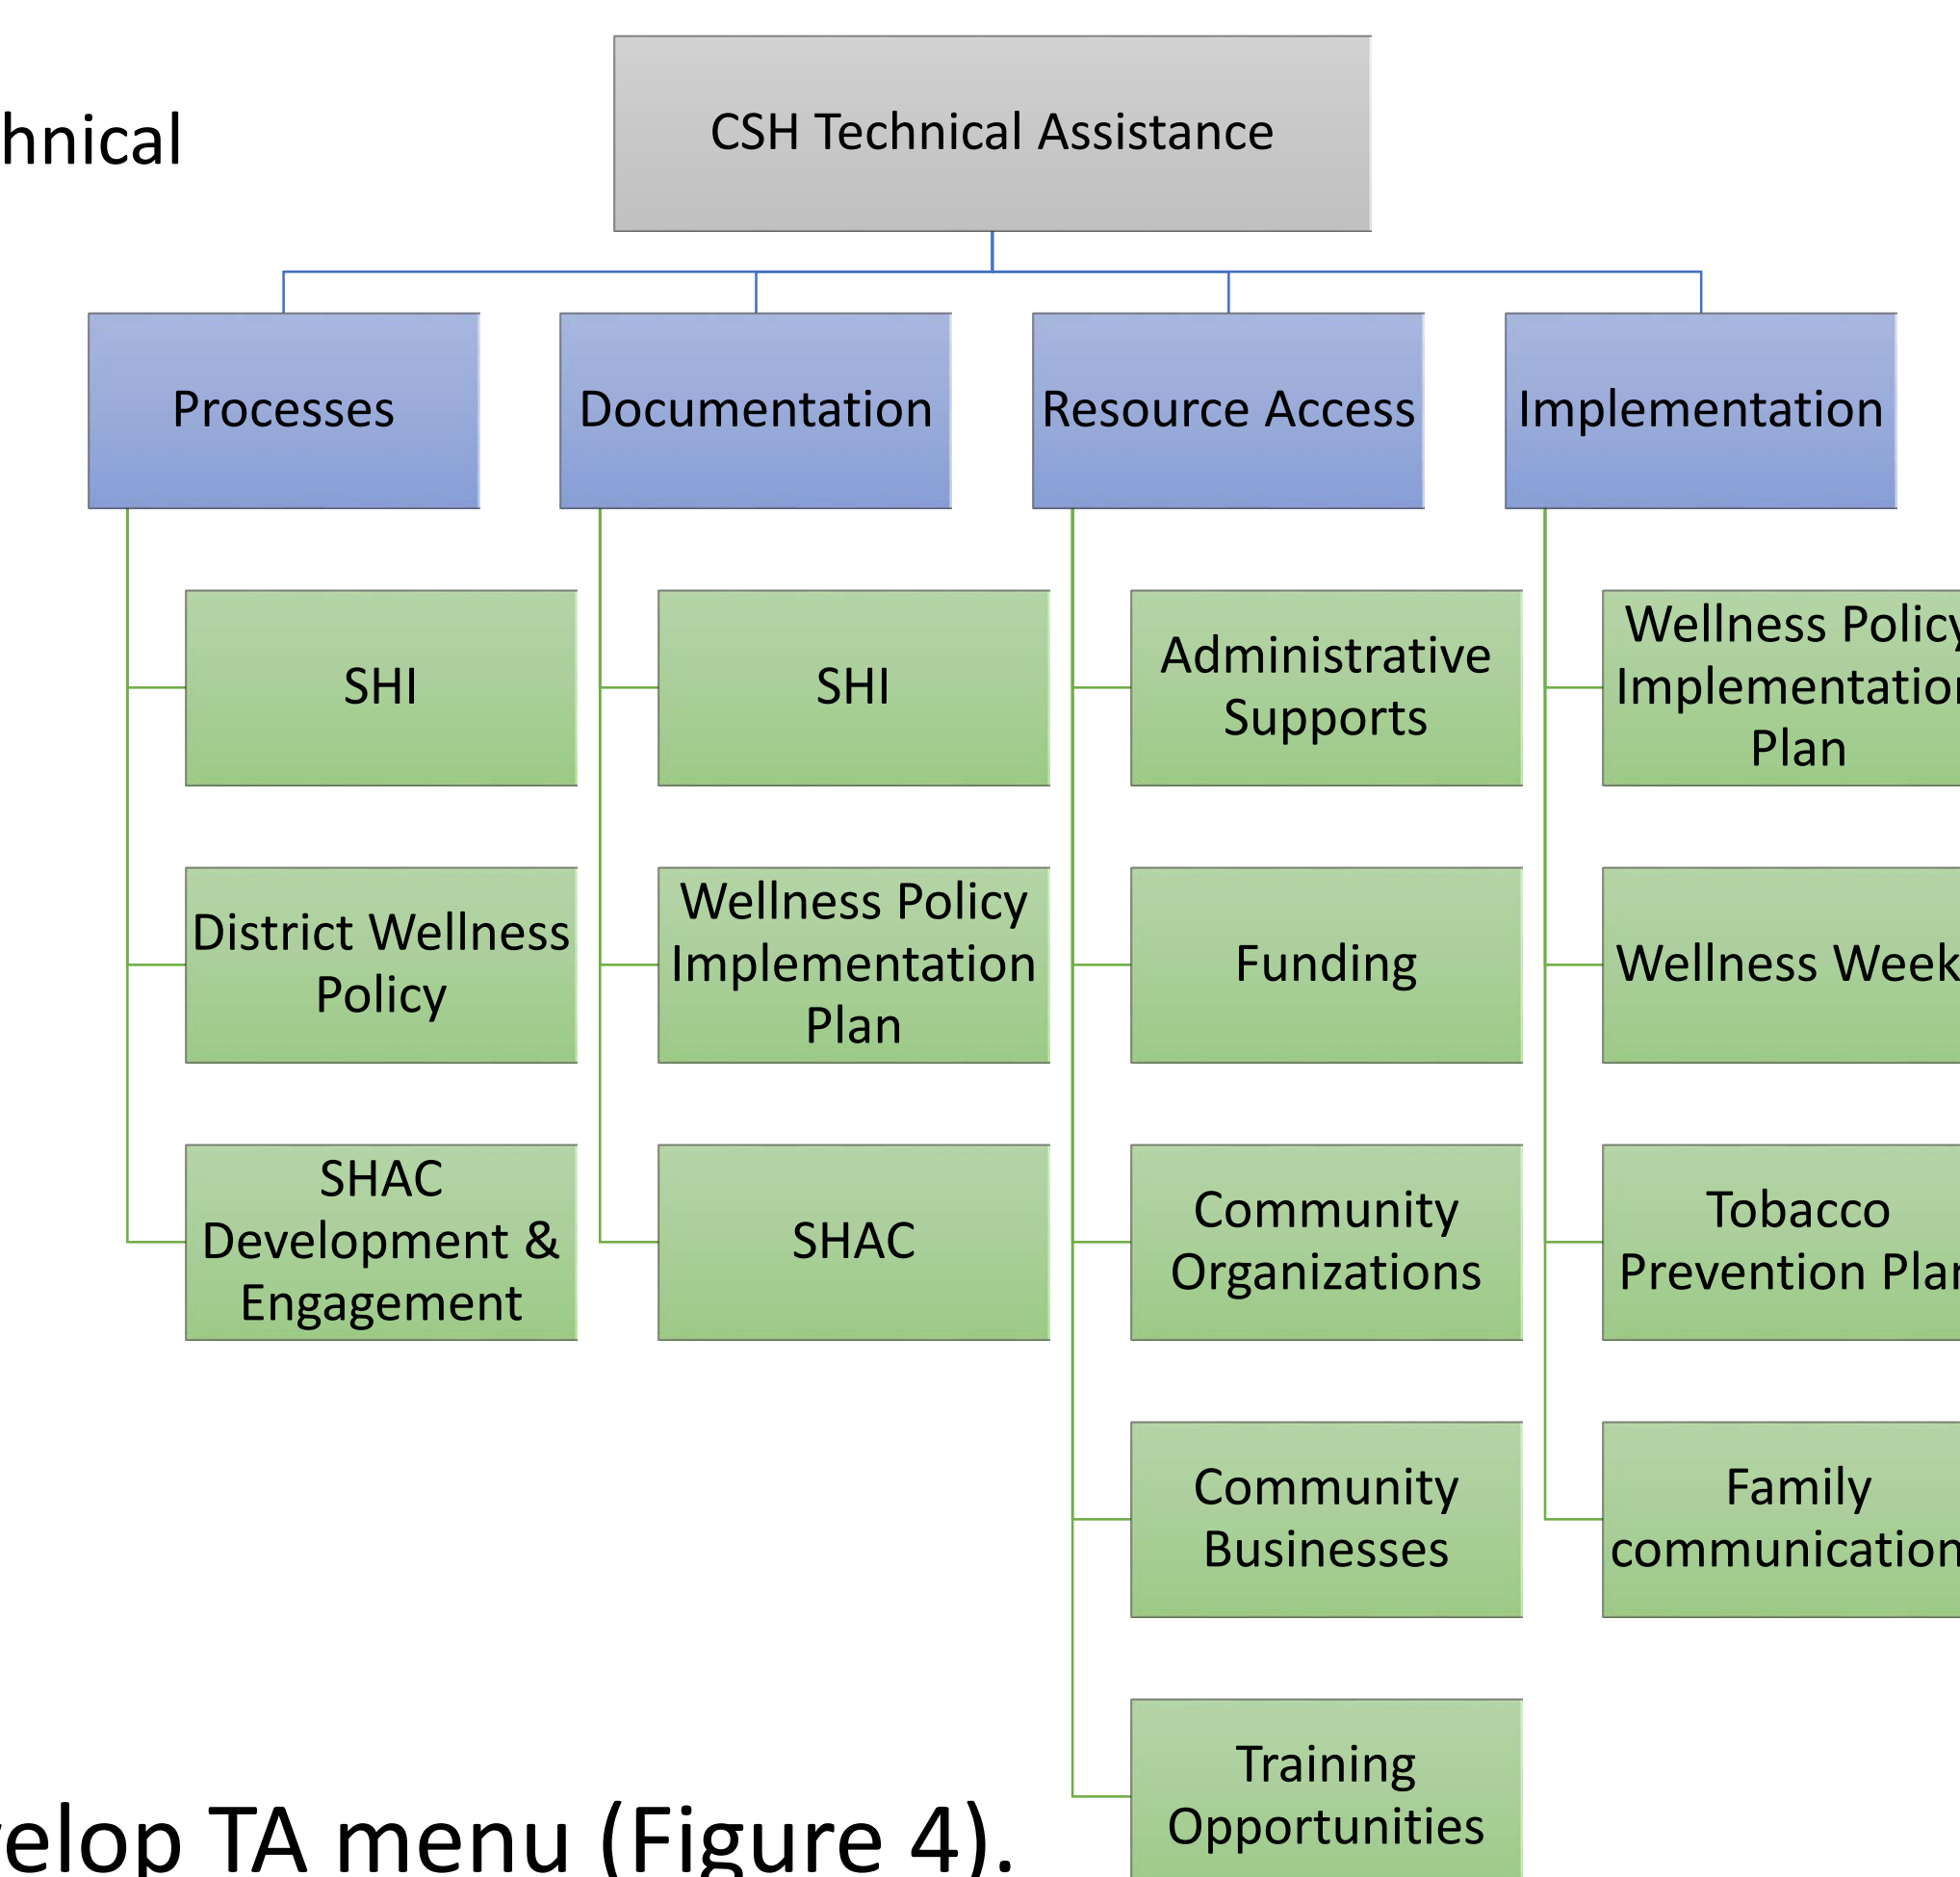 hnical
CSH Technical Assistance
Processes
Documentation
Resource Access
Implementation
SHI
District Wellness
Policy
SHAC
Development &
Engagement
SHI
Wellness Policy
Implementation
Plan
SHAC
Administrative
Supports
Funding
Community
Organizations
Community
Businesses
Training
Opportunities
Wellness Policy
Implementation
Plan
Wellness Week
Tobacco
Prevention Plan
Family
communication
elop TA menu (Figure 4).